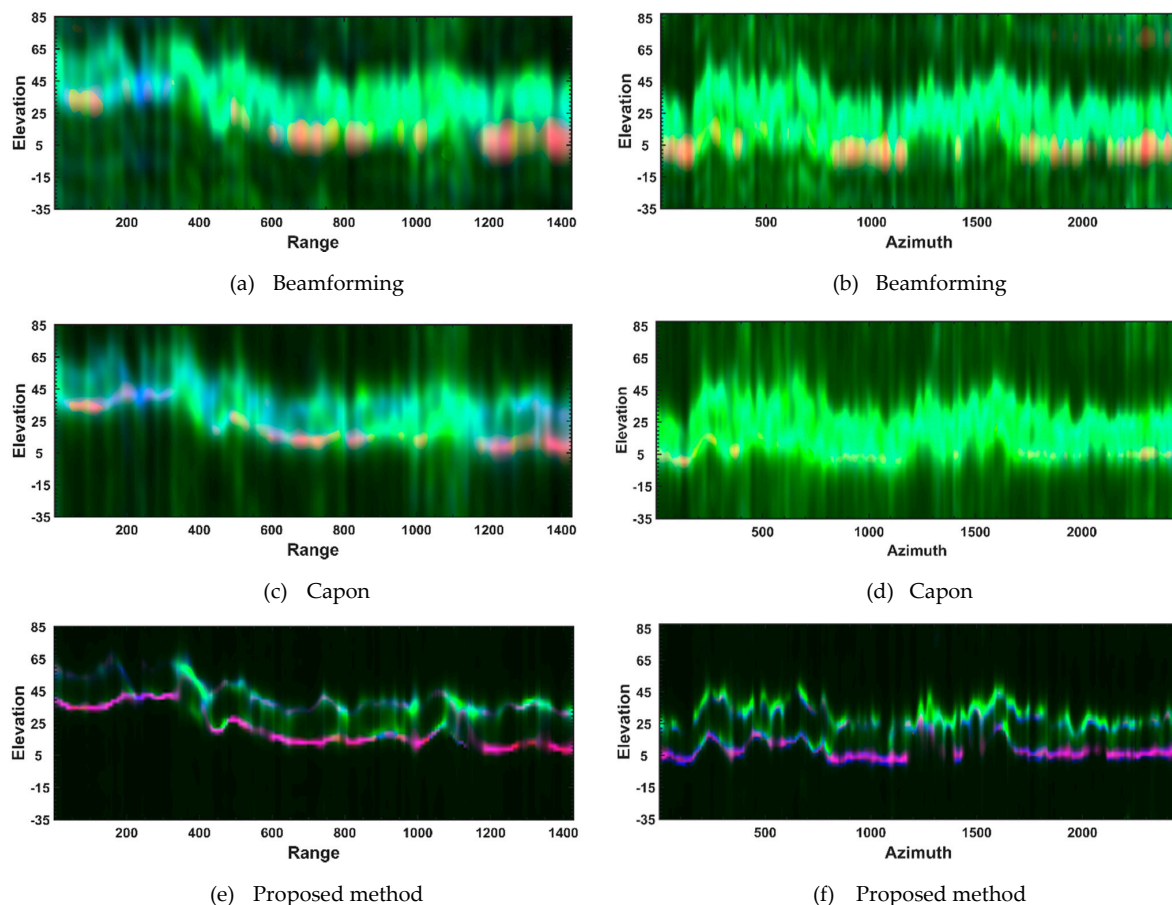 85
65
45
25
5
-15
-35
Elevation
200 400 600 800 1000 1200 1400
Range
(a) Beamforming
85
65
45
25
5
-15
-35
Elevation
500 1000 1500 2000
Azimuth
(b) Beamforming
85
65
45
25
5
-15
-35
Elevation
200 400 600 800 1000 1200 1400
Range
(c) Capon
85
65
45
25
5
-15
-35
Elevation
500 1000 1500 2000
Azimuth
(d) Capon
85
65
45
25
5
-15
-35
Elevation
200 400 600 800 1000 1200 1400
Range
(e) Proposed method
85
65
45
25
5
-15
-35
Elevation
500 1000 1500 2000
Azimuth
(f) Proposed method